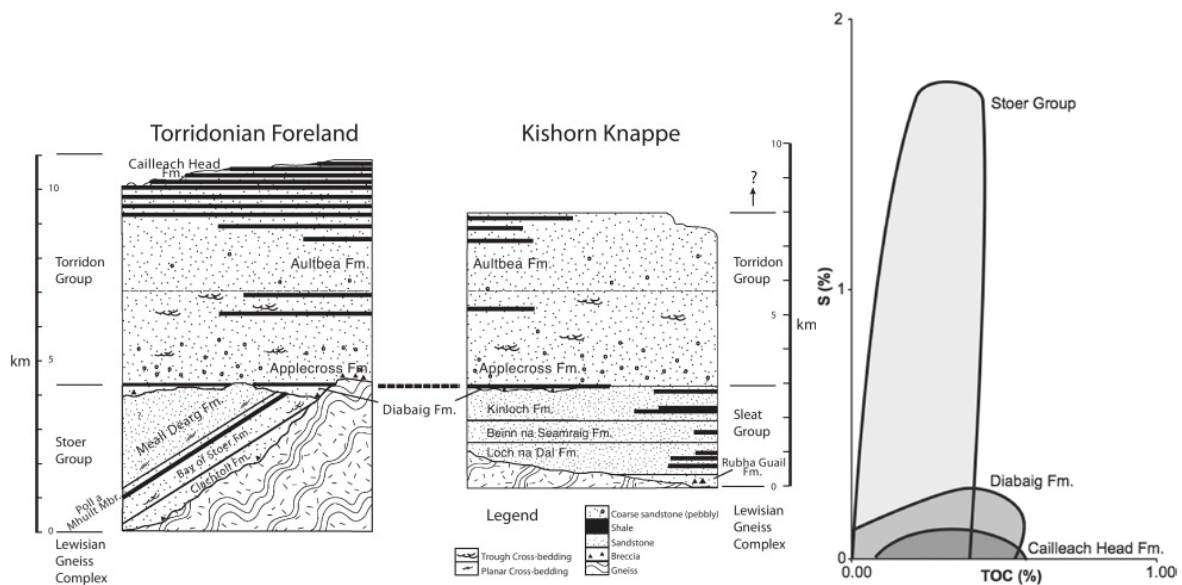 Torridonian Foreland
Cailleach Head
Fm.
10
Torridon
Group
Aultbea Fm.
km
5
Applecross Fm.
Diabaig Fm.
Meall Dearg Fm.
Stoer
Group
Bay of Stoer Fm.
Clachtoll Fm.
Poll a
Mhuilt Mbr.
0
Lewisian
Gneiss
Complex
Kishorn Knappe
10
?
Aultbea Fm.
Torridon
Group
5
km
Applecross Fm.
Kinloch Fm.
Sleat
Group
Beinn na Seamraig Fm.
Loch na Dal Fm.
Rubha Guail
Fm.
0
Lewisian
Gneiss
Complex
Legend
Trough Cross-bedding
Planar Cross-bedding
Coarse sandstone (pebbly)
Shale
Sandstone
Breccia
Gneiss
2
Stoer Group
S (%)
1
Diabaig Fm.
Cailleach Head Fm.
0
0.00
TOC (%)
1.000